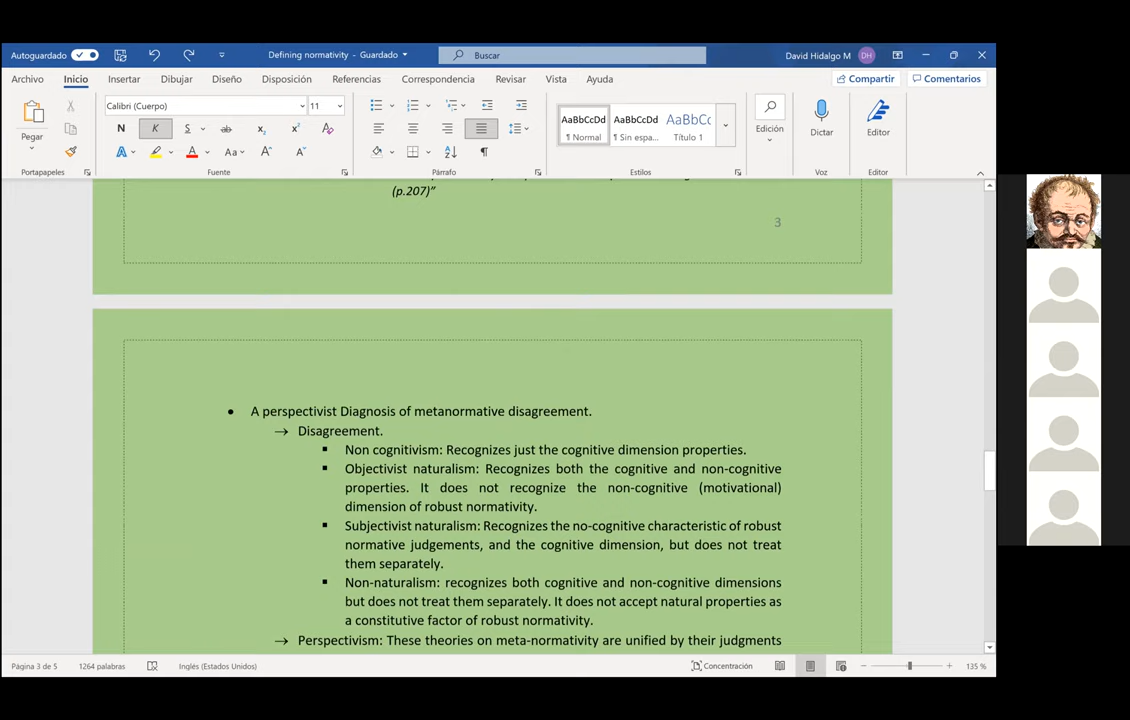 Autoguardado
Defining normativity - Guardado
Buscar
David Hidalgo M
DH
Archivo Inicio Insertar Dibujar Diseño Disposición Referencias Correspondencia Revisar Vista Ayuda
Compartir
Comentarios
Pegar
Calibri (Cuerpo)
11
N K S ab x₂ x² A
A A Aa A A
AaBbCcDd AaBbCcDd AaBbCc
¶ Normal ¶ Sin espa... Título 1
Edición
Dictar
Editor
Portapapeles Fuente Párrafo Estilos Voz Editor
(p.207)”
3
• A perspectivist Diagnosis of metanormative disagreement.
→ Disagreement.
▪ Non cognitivism: Recognizes just the cognitive dimension properties.
▪ Objectivist naturalism: Recognizes both the cognitive and non-cognitive
properties. It does not recognize the non-cognitive (motivational)
dimension of robust normativity.
▪ Subjectivist naturalism: Recognizes the no-cognitive characteristic of robust
normative judgements, and the cognitive dimension, but does not treat
them separately.
▪ Non-naturalism: recognizes both cognitive and non-cognitive dimensions
but does not treat them separately. It does not accept natural properties as
a constitutive factor of robust normativity.
→ Perspectivism: These theories on meta-normativity are unified by their judgments
Página 3 de 5 1264 palabras Inglés (Estados Unidos) Concentración 135 %